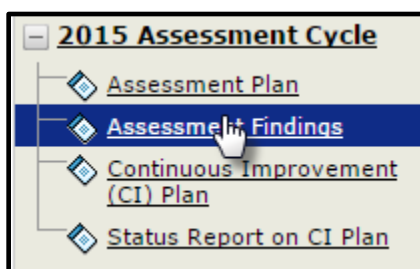 2015 Assessment Cycle
Assessment Plan
Assessment Findings
Continuous Improvement
(CI) Plan
Status Report on CI Plan